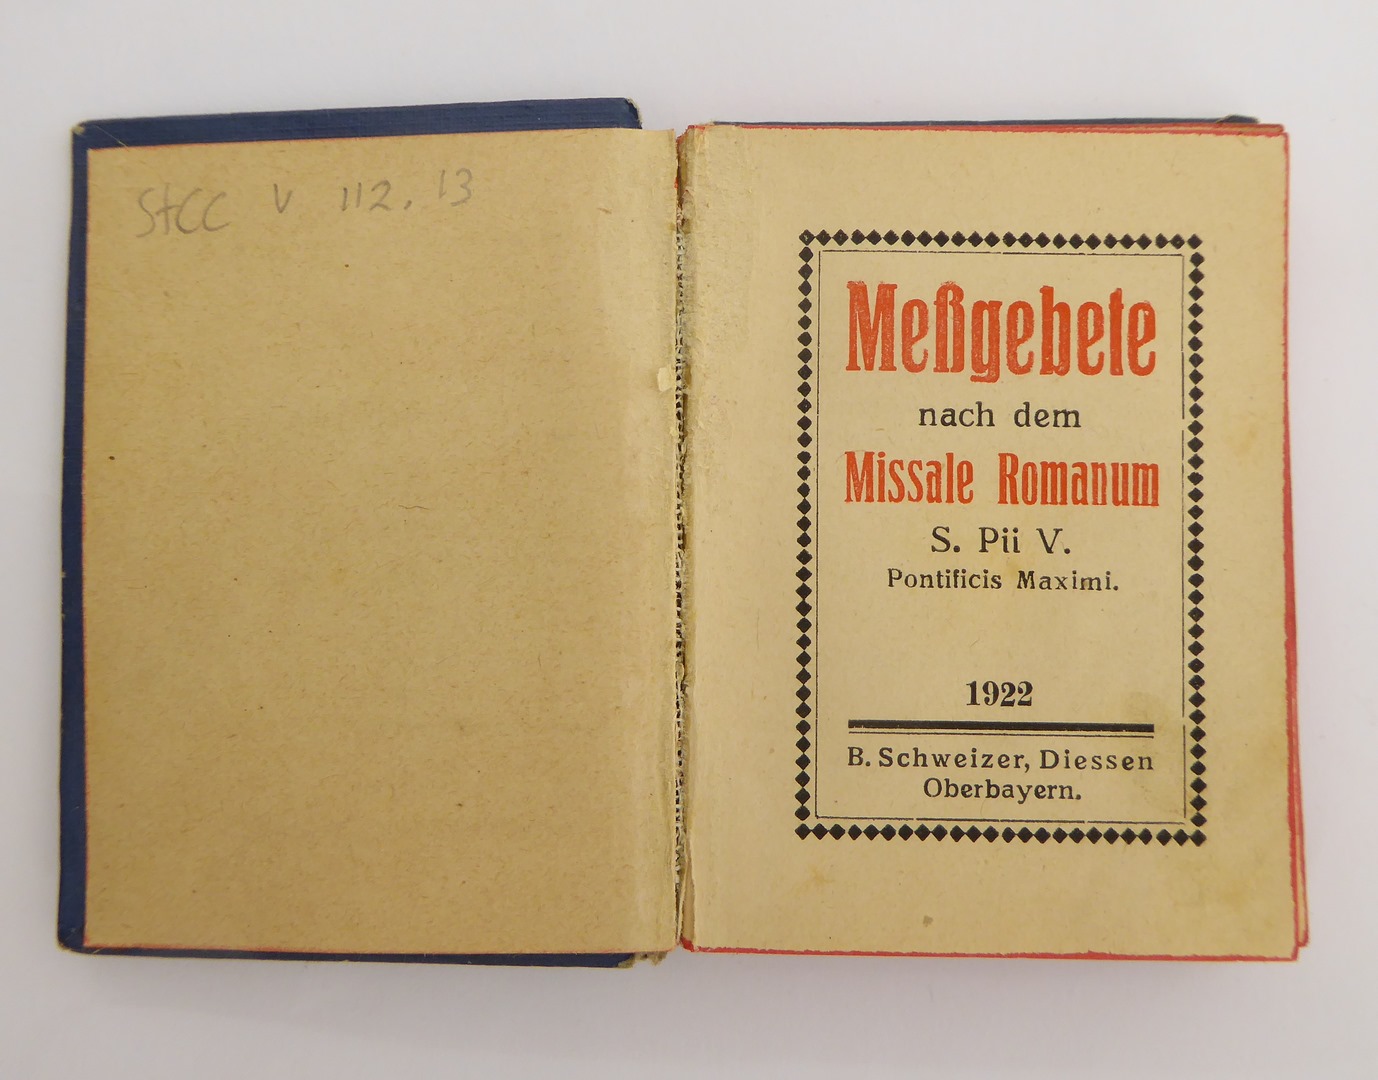 StCC V 112.13
Meßgebete
nach dem
Missale Romanum
S. Pii V.
Pontificis Maximi.
1922
B. Schweizer, Diessen
Oberbayern.